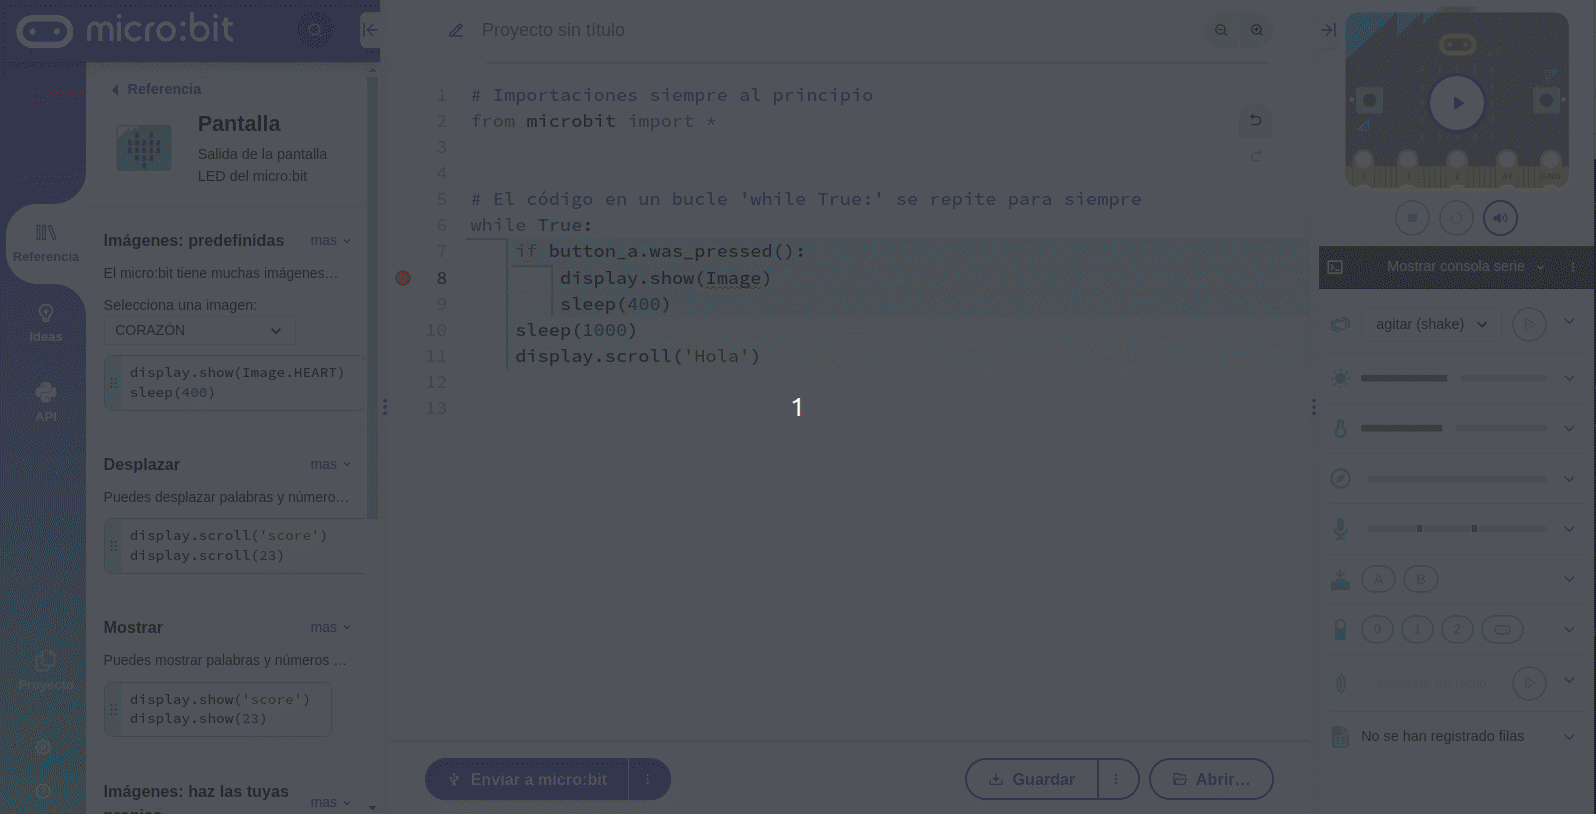 micro:bit
Referencia
Ideas
API
Proyecto
Referencia
Pantalla
Salida de la pantalla
LED del micro:bit
Imágenes: predefinidas
mas
El micro:bit tiene muchas imágenes…
Selecciona una imagen:
CORAZÓN
display.show(Image.HEART)
sleep(400)
Desplazar
mas
Puedes desplazar palabras y número…
display.scroll('score')
display.scroll(23)
Mostrar
mas
Puedes mostrar palabras y números …
display.show('score')
display.show(23)
Imágenes: haz las tuyas
mas
Proyecto sin título
1 # Importaciones siempre al principio
2 from microbit import *
3
4
5 # El código en un bucle 'while True:' se repite para siempre
6 while True:
7 if button_a.was_pressed():
8 display.show(Image)
9 sleep(400)
10 sleep(1000)
11 display.scroll('Hola')
12
13
1
Enviar a micro:bit
Guardar
Abrir…
0 1 2 3V GND
Mostrar consola serie
agitar (shake)
A B
0 1 2
Mensaje de radio
No se han registrado filas